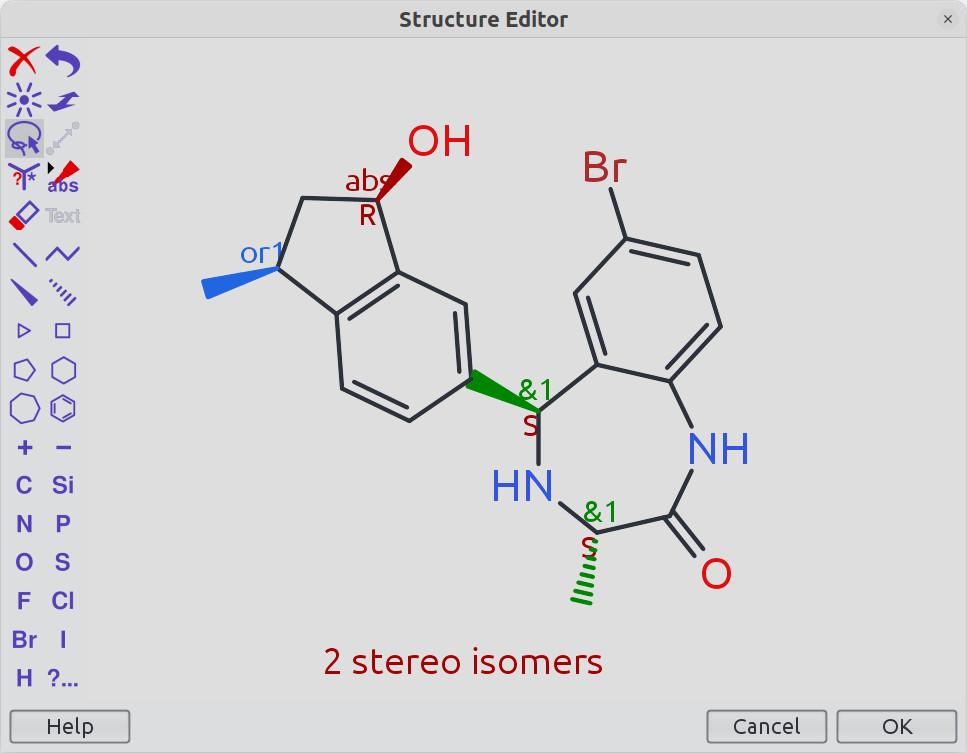 Structure Editor
OH
abs
R
or1
Br
?*
abs
Text
&1
S
NH
HN
&1
S
O
+ −
C Si
N P
O S
F Cl
Br I
H ?...
2 stereo isomers
Help Cancel OK